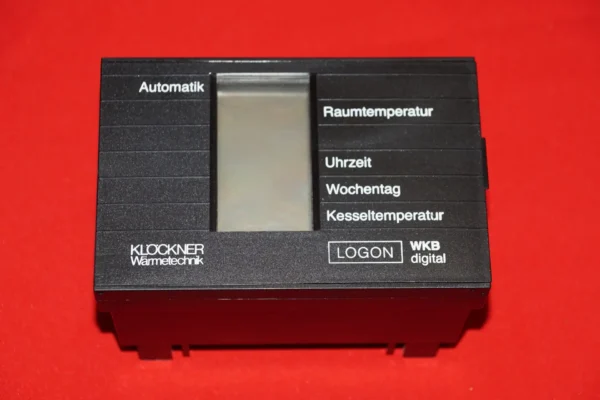 Automatik
Raumtemperatur
Uhrzeit
Wochentag
Kesseltemperatur
KLÖCKNER
Wärmetechnik
LOGON WKB
digital